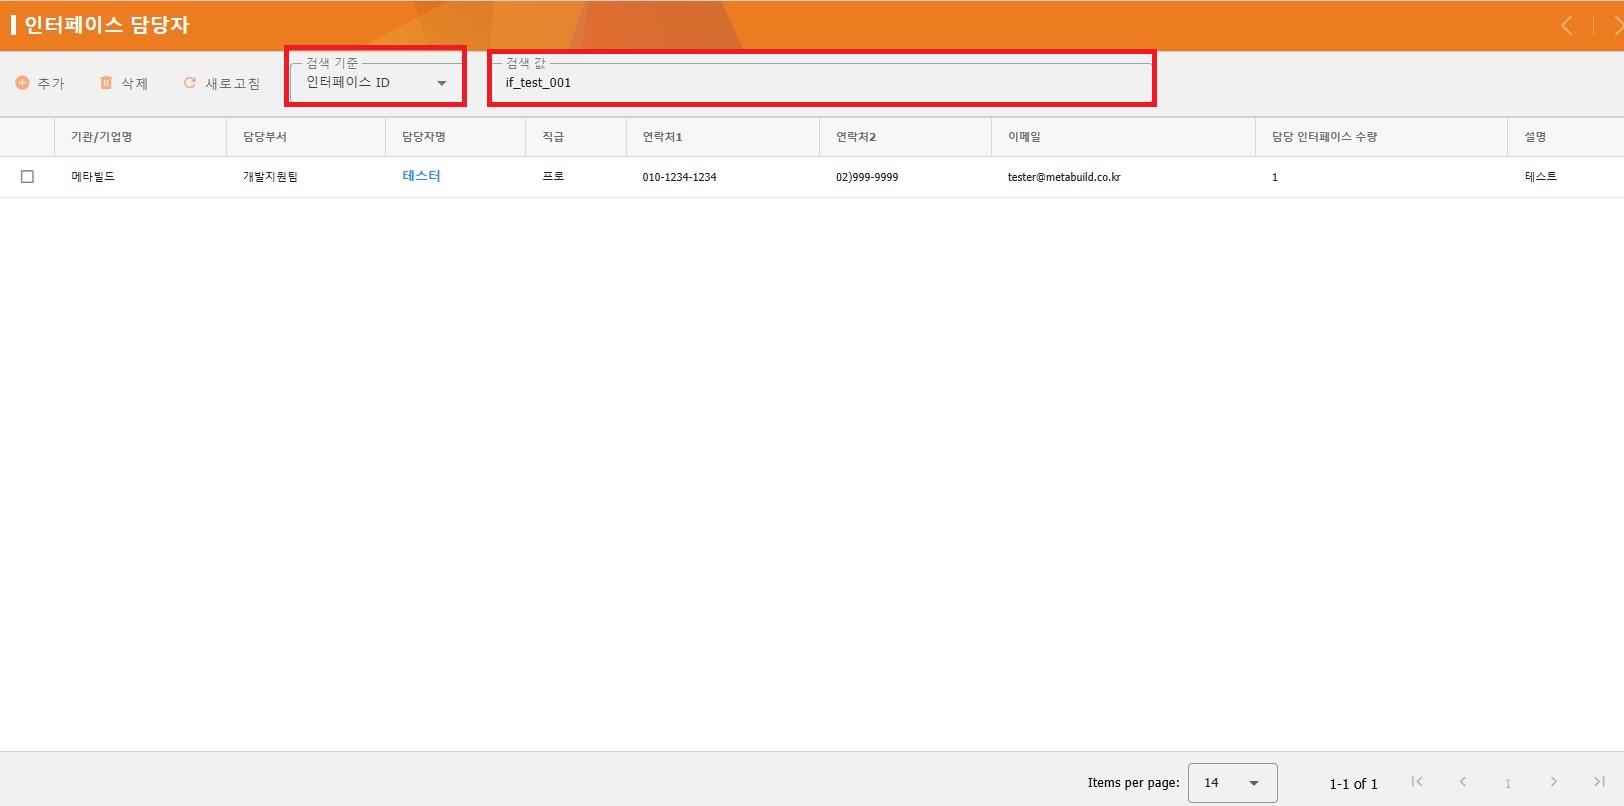 인터페이스 담당자
추가 삭제 새로고침 검색 기준 인터페이스 ID 검색 값 if_test_001
기관/기업명 담당부서 담당자명 직급 연락처1 연락처2 이메일 담당 인터페이스 수량 설명
메타빌드 개발지원팀 테스터 프로 010-1234-1234 02)999-9999 tester@metabuild.co.kr 1 테스트
Items per page: 14 1-1 of 1 1